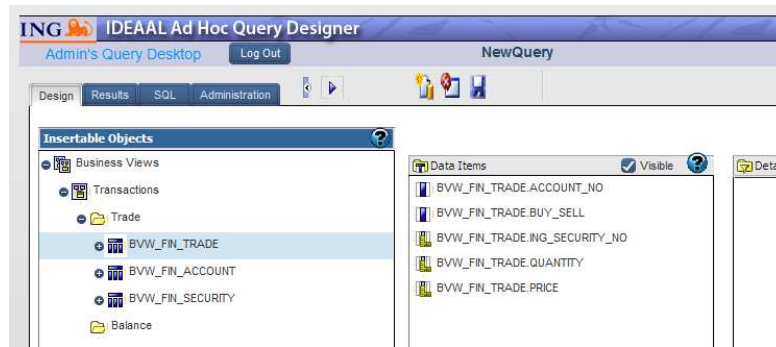 ING IDEAAL Ad Hoc Query Designer
Admin's Query Desktop Log Out NewQuery
Design Results SQL Administration
Insertable Objects ?
Business Views
Transactions
Trade
BVW_FIN_TRADE
BVW_FIN_ACCOUNT
BVW_FIN_SECURITY
Balance
Data Items Visible ?
BVW_FIN_TRADE.ACCOUNT_NO
BVW_FIN_TRADE.BUY_SELL
BVW_FIN_TRADE.ING_SECURITY_NO
BVW_FIN_TRADE.QUANTITY
BVW_FIN_TRADE.PRICE
Deta